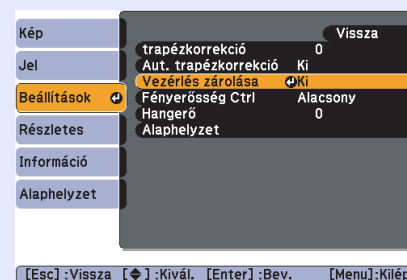 Kép
Jel
Beállítások
Részletes
Információ
Alaphelyzet
Vissza
trapézkorrekció 0
Aut. trapézkorrekció Ki
Vezérlés zárolása Ki
Fényerősség Ctrl Alacsony
Hangerő 0
Alaphelyzet
[Esc] :Vissza [◆] :Kivál. [Enter] :Bev. [Menu]:Kilép